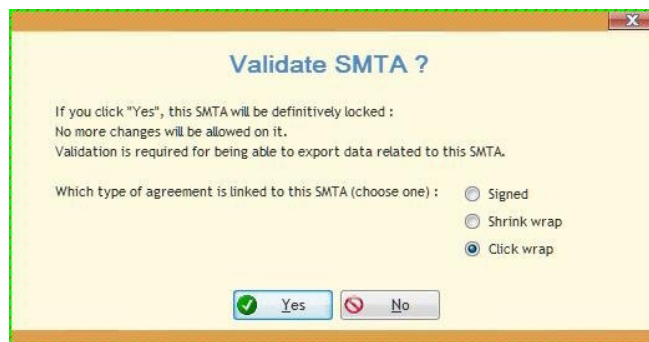 X
Validate SMTA ?
If you click "Yes", this SMTA will be definitively locked :
No more changes will be allowed on it.
Validation is required for being able to export data related to this SMTA.
Which type of agreement is linked to this SMTA (choose one) :
Signed
Shrink wrap
Click wrap
Yes
No